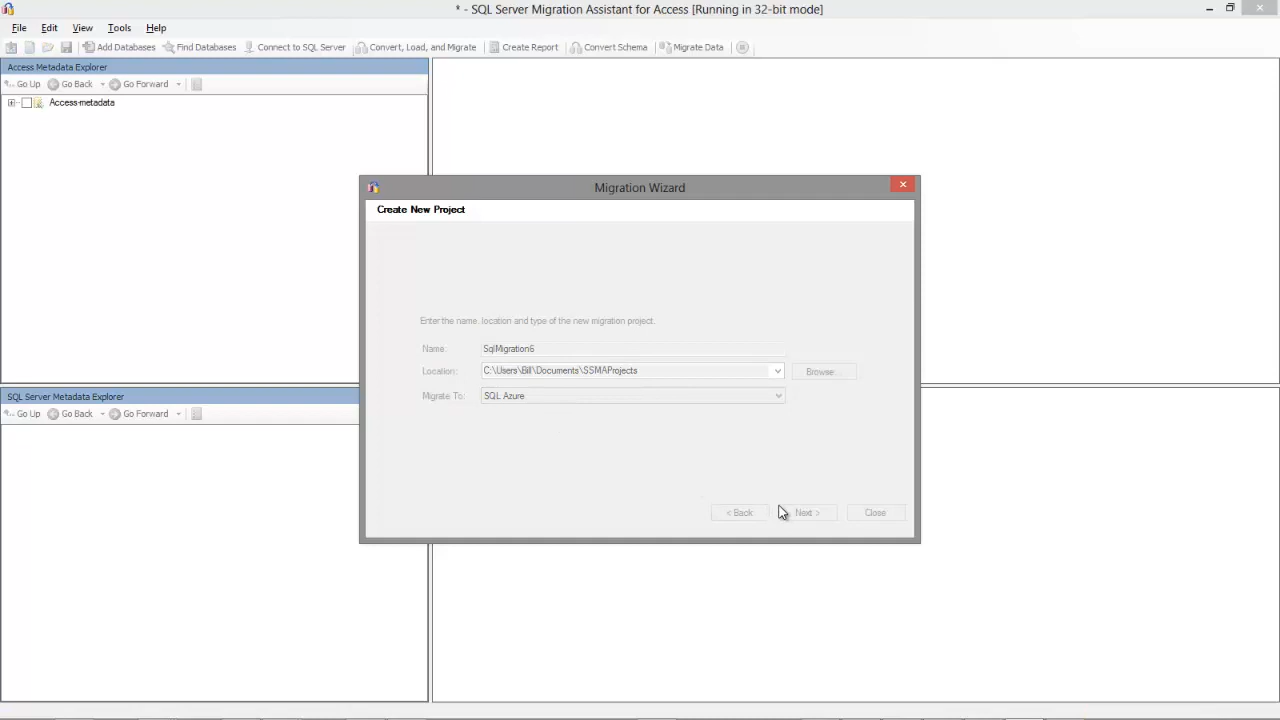 * - SQL Server Migration Assistant for Access [Running in 32-bit mode]
File Edit View Tools Help
Add Databases Find Databases Connect to SQL Server Convert, Load, and Migrate Create Report Convert Schema Migrate Data
Access Metadata Explorer
Go Up Go Back Go Forward
Access-metadata
Migration Wizard
Create New Project
Enter the name, location and type of the new migration project.
Name: SqlMigration6
Location: C:\Users\Bill\Documents\SSMAProjects Browse...
Migrate To: SQL Azure
< Back Next > Close
SQL Server Metadata Explorer
Go Up Go Back Go Forward